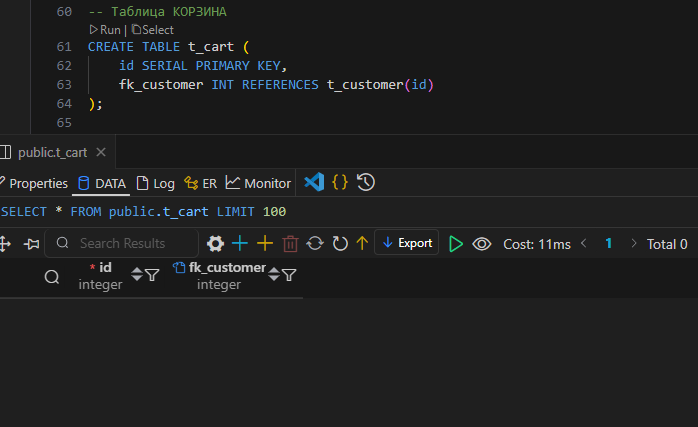 60 -- Таблица КОРЗИНА
Run | Select
61 CREATE TABLE t_cart (
62 id SERIAL PRIMARY KEY,
63 fk_customer INT REFERENCES t_customer(id)
64 );
65
public.t_cart
Properties DATA Log ER Monitor
SELECT * FROM public.t_cart LIMIT 100
Search Results Export Cost: 11ms < 1 > Total 0
* id fk_customer
integer integer